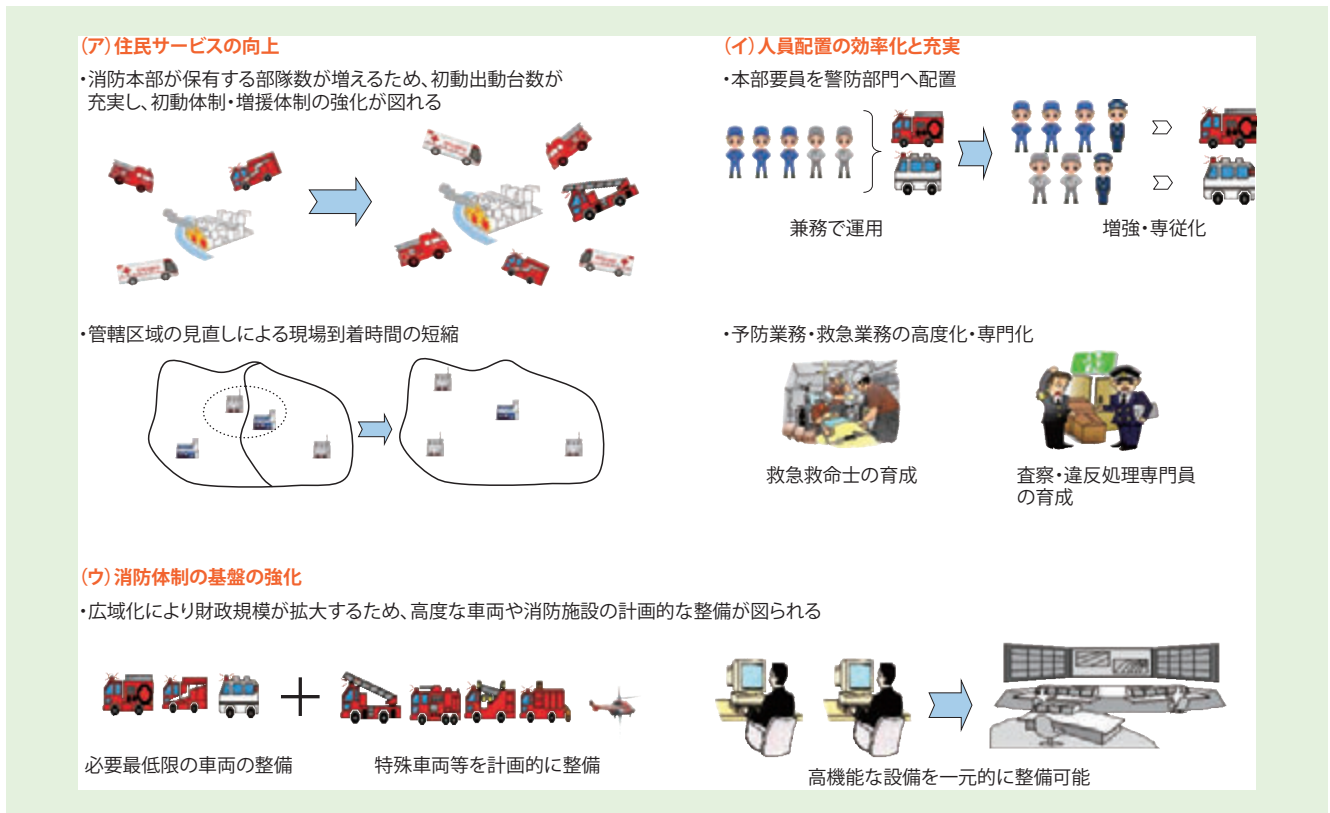 （ア）住民サービスの向上
・消防本部が保有する部隊数が増えるため、初動出動台数が
充実し、初動体制・増援体制の強化が図れる
・管轄区域の見直しによる現場到着時間の短縮
（イ）人員配置の効率化と充実
・本部要員を警防部門へ配置
兼務で運用
増強・専従化
・予防業務・救急業務の高度化・専門化
救急救命士の育成
査察・違反処理専門員
の育成
（ウ）消防体制の基盤の強化
・広域化により財政規模が拡大するため、高度な車両や消防施設の計画的な整備が図られる
必要最低限の車両の整備
特殊車両等を計画的に整備
高機能な設備を一元的に整備可能